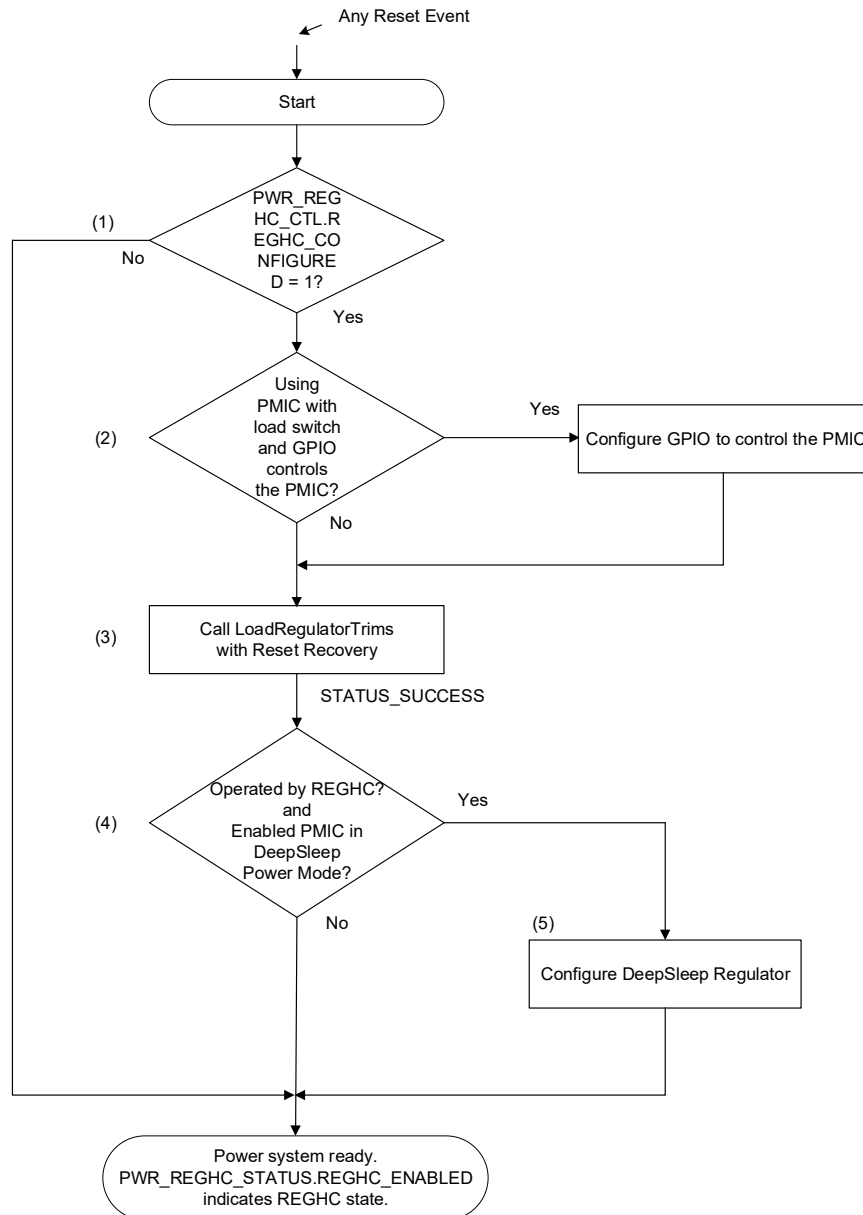 Any Reset Event
Start
(1)
PWR_REG
HC_CTL.R
EGHC_CO
NFIGURE
D = 1?
No
Yes
(2)
Using
PMIC with
load switch
and GPIO
controls
the PMIC?
Yes
Configure GPIO to control the PMIC
No
(3)
Call LoadRegulatorTrims
with Reset Recovery
STATUS_SUCCESS
(4)
Operated by REGHC?
and
Enabled PMIC in
DeepSleep
Power Mode?
Yes
No
(5)
Configure DeepSleep Regulator
Power system ready.
PWR_REGHC_STATUS.REGHC_ENABLED
indicates REGHC state.